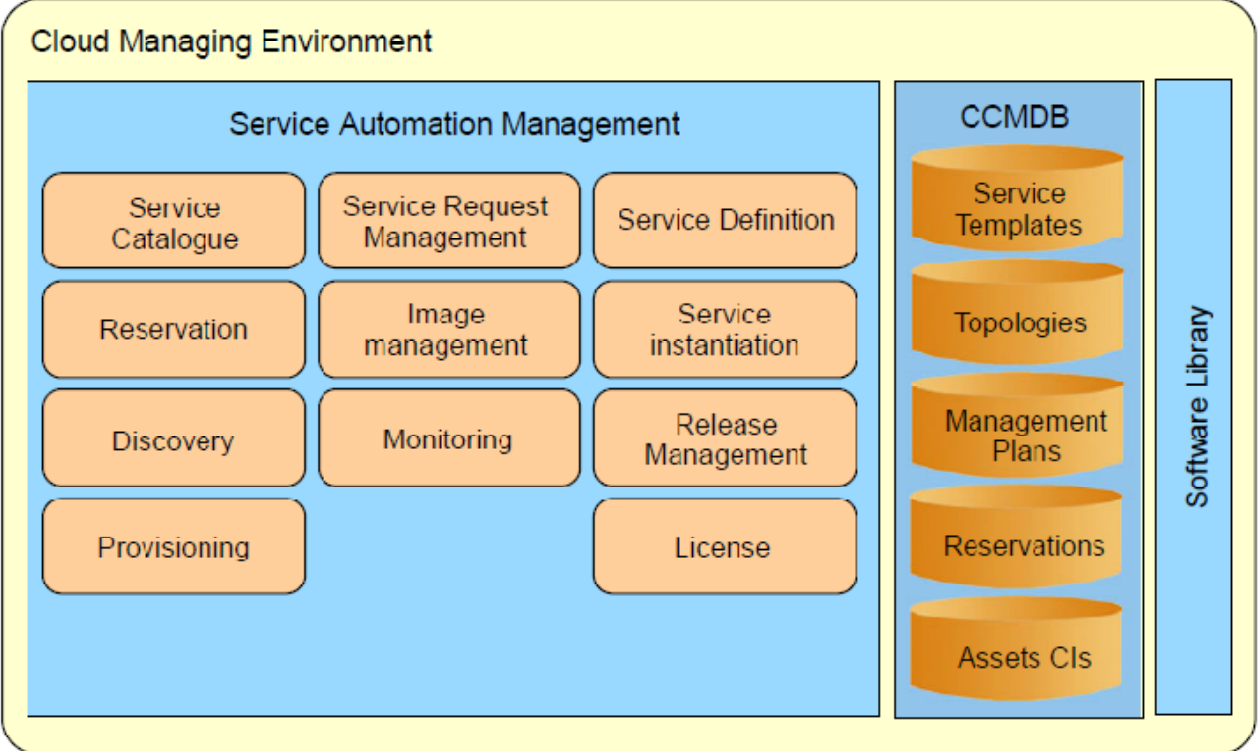 Cloud Managing Environment
Service Automation Management
Service
Catalogue
Service Request
Management
Service Definition
Reservation
Image
management
Service
instantiation
Discovery
Monitoring
Release
Management
Provisioning
License
CCMDB
Service
Templates
Topologies
Management
Plans
Reservations
Assets CIs
Software Library